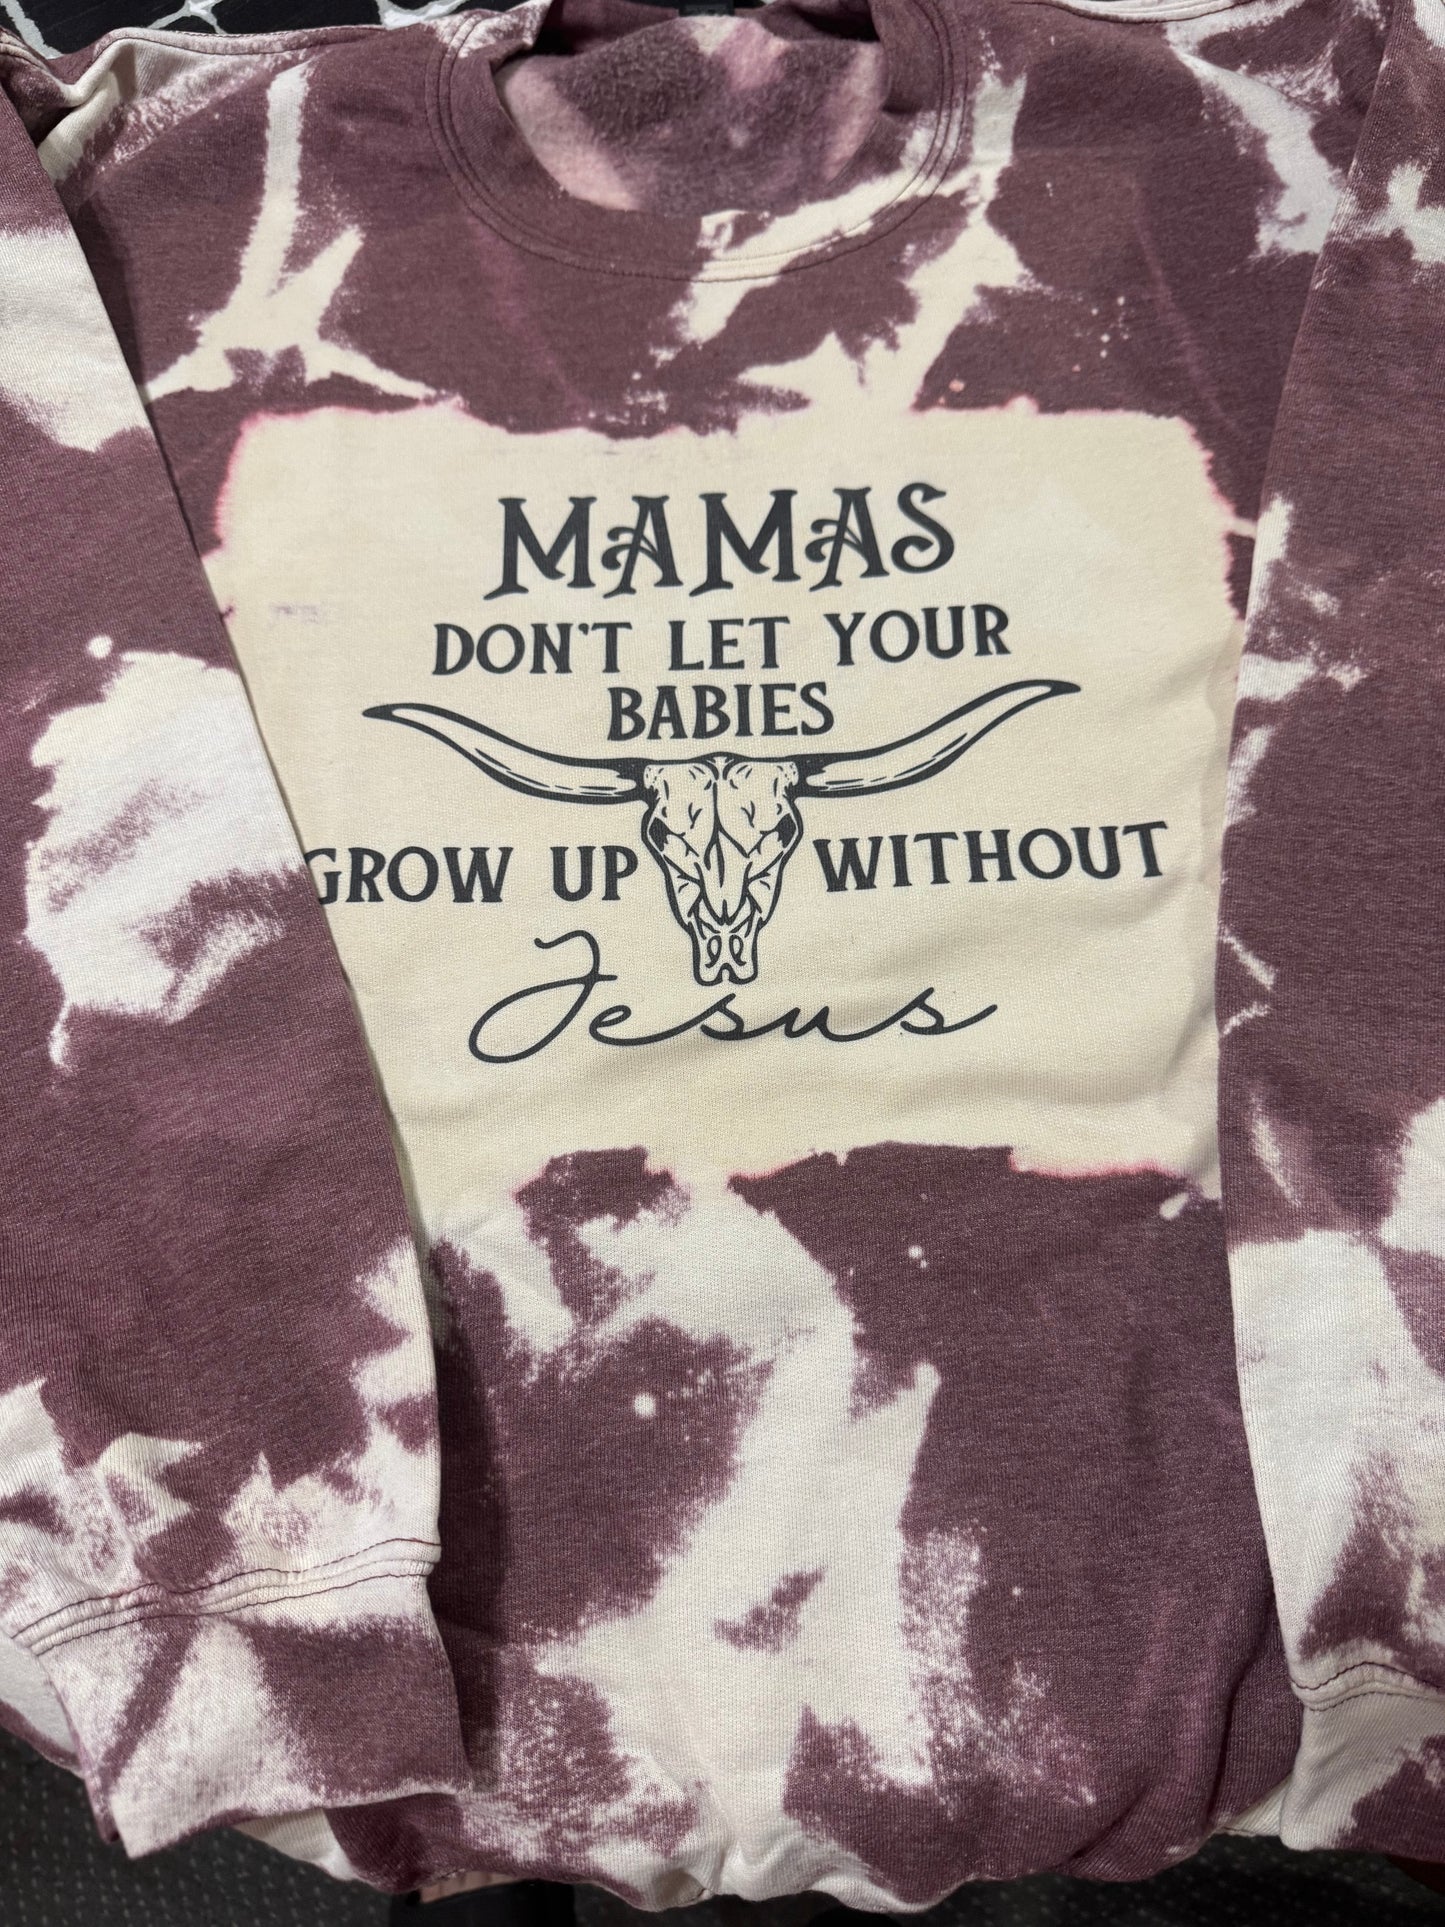 MAMAS
DON'T LET YOUR
BABIES
GROW UP WITHOUT
Jesus